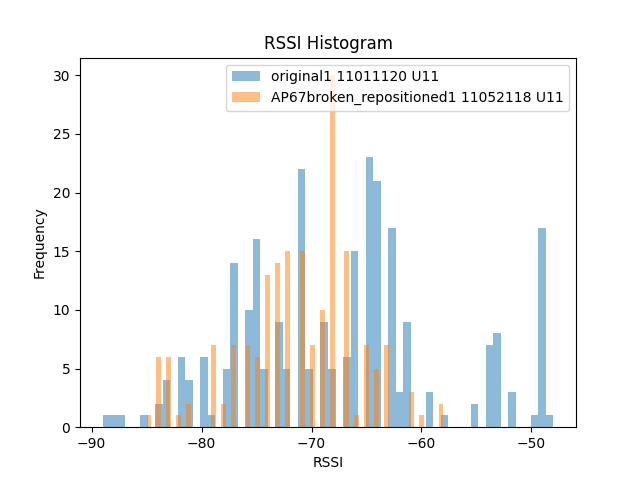 RSSI Histogram
original1 11011120 U11
AP67broken_repositioned1 11052118 U11
30
25
20
15
10
5
0
Frequency
−90
−80
−70
−60
−50
RSSI